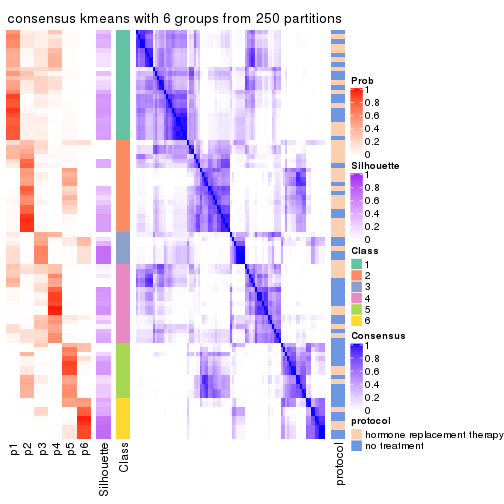 consensus kmeans with 6 groups from 250 partitions
Prob
1
0.8
0.6
0.4
0.2
0
Silhouette
1
0.8
0.6
0.4
0.2
0
Class
1
2
3
4
5
6
Consensus
1
0.8
0.6
0.4
0.2
0
protocol
hormone replacement therapy
no treatment
p1
p2
p3
p4
p5
p6
Silhouette
Class
protocol